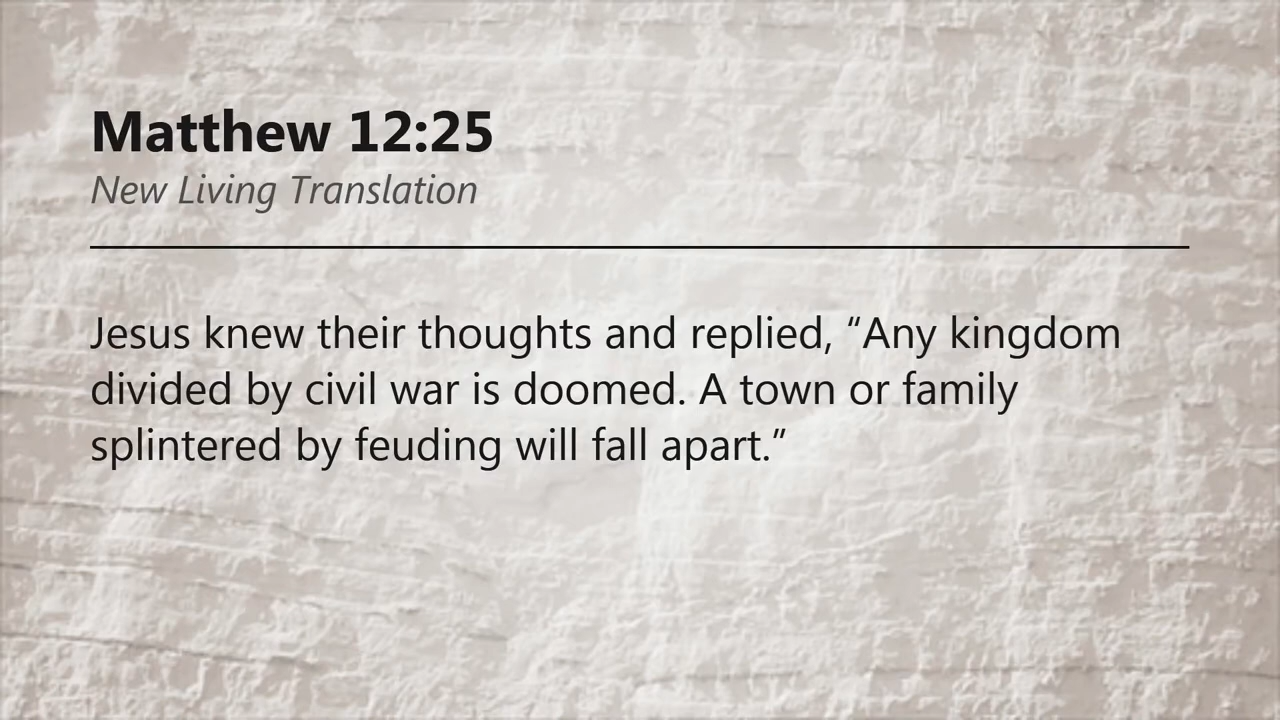 Matthew 12:25
New Living Translation
Jesus knew their thoughts and replied, “Any kingdom
divided by civil war is doomed. A town or family
splintered by feuding will fall apart.”